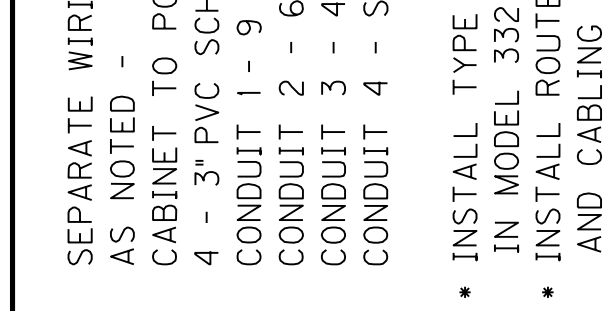 SEPARATE WIRI
AS NOTED -
CABINET TO PO
4 - 3" PVC SCH
CONDUIT 1 - 9
CONDUIT 2 - 6
CONDUIT 3 - 4
CONDUIT 4 - S
* INSTALL TYPE
IN MODEL 332
* INSTALL ROUTE
AND CABLING